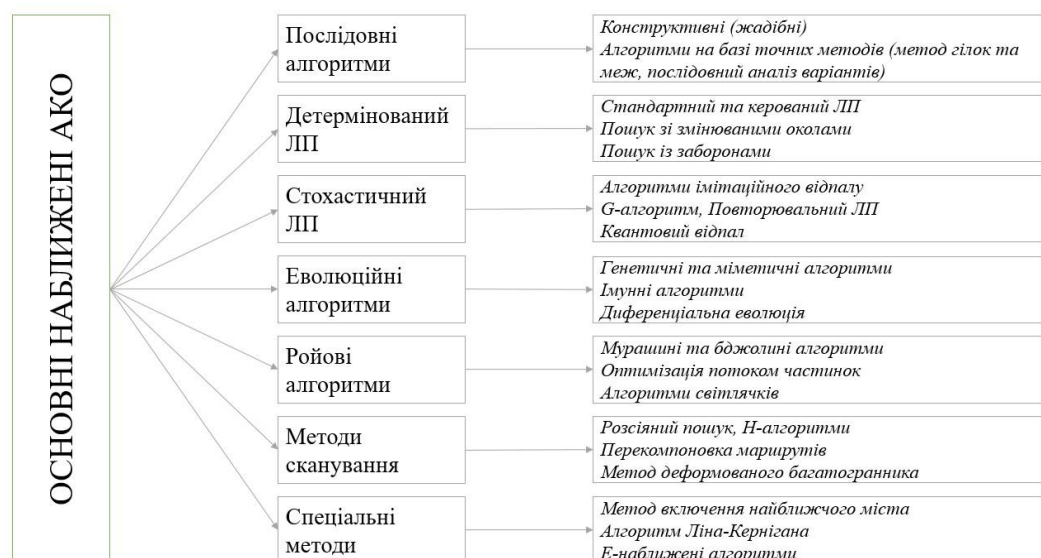 ОСНОВНІ НАБЛИЖЕНІ АКО
Послідовні
алгоритми
Конструктивні (жадібні)
Алгоритми на базі точних методів (метод гілок та
меж, послідовний аналіз варіантів)
Детермінований
ЛП
Стандартний та керований ЛП
Пошук зі змінюваними околами
Пошук із заборонами
Стохастичний
ЛП
Алгоритми імітаційного відпалу
G-алгоритм, Повторювальний ЛП
Квантовий відпал
Еволюційні
алгоритми
Генетичні та міметичні алгоритми
Імунні алгоритми
Диференціальна еволюція
Ройові
алгоритми
Мурашині та бджолині алгоритми
Оптимізація потоком частинок
Алгоритми світлячків
Методи
сканування
Розсіяний пошук, Н-алгоритми
Перекомпоновка маршрутів
Метод деформованого багатогранника
Спеціальні
методи
Метод включення найближчого міста
Алгоритм Ліна-Кернігана
Е-наближені алгоритми